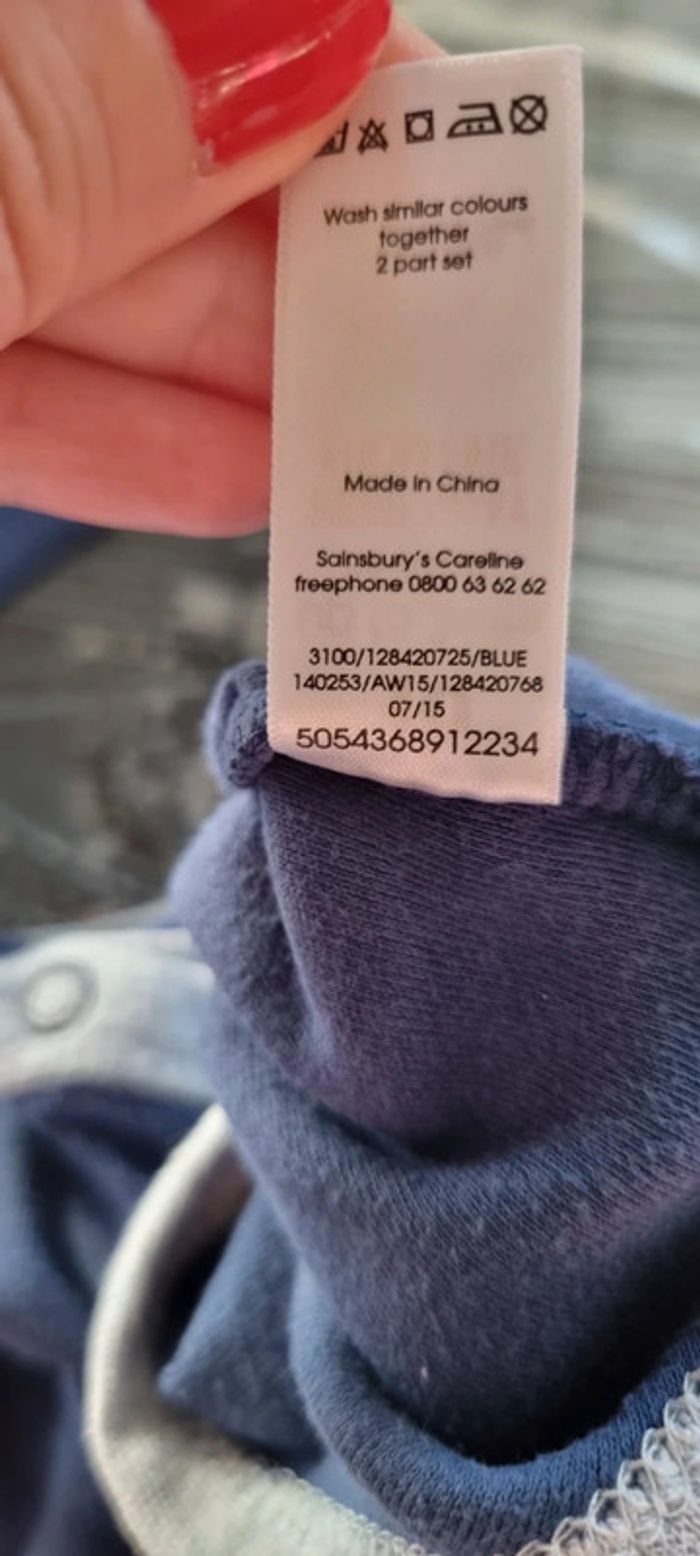 Wash similar colours
together
2 part set
Made in China
Sainsbury's Careline
freephone 0800 63 62 62
3100/128420725/BLUE
140253/AW15/128420768
07/15
5054368912234